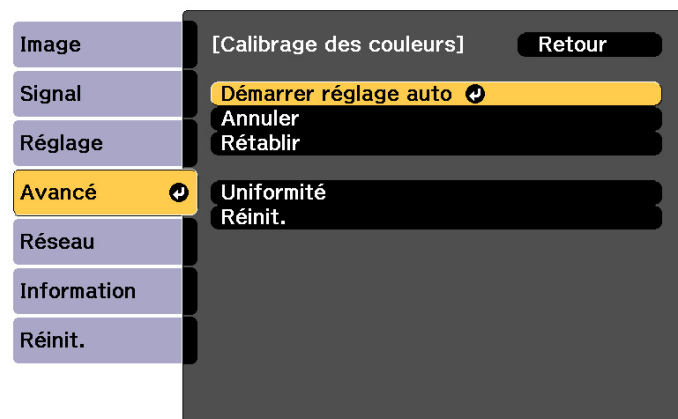 Image
Signal
Réglage
Avancé
Réseau
Information
Réinit.
[Calibrage des couleurs] Retour
Démarrer réglage auto
Annuler
Rétablir
Uniformité
Réinit.